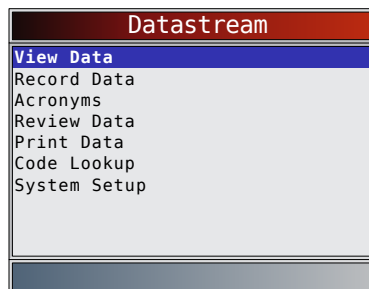 Datastream
View Data
Record Data
Acronyms
Review Data
Print Data
Code Lookup
System Setup